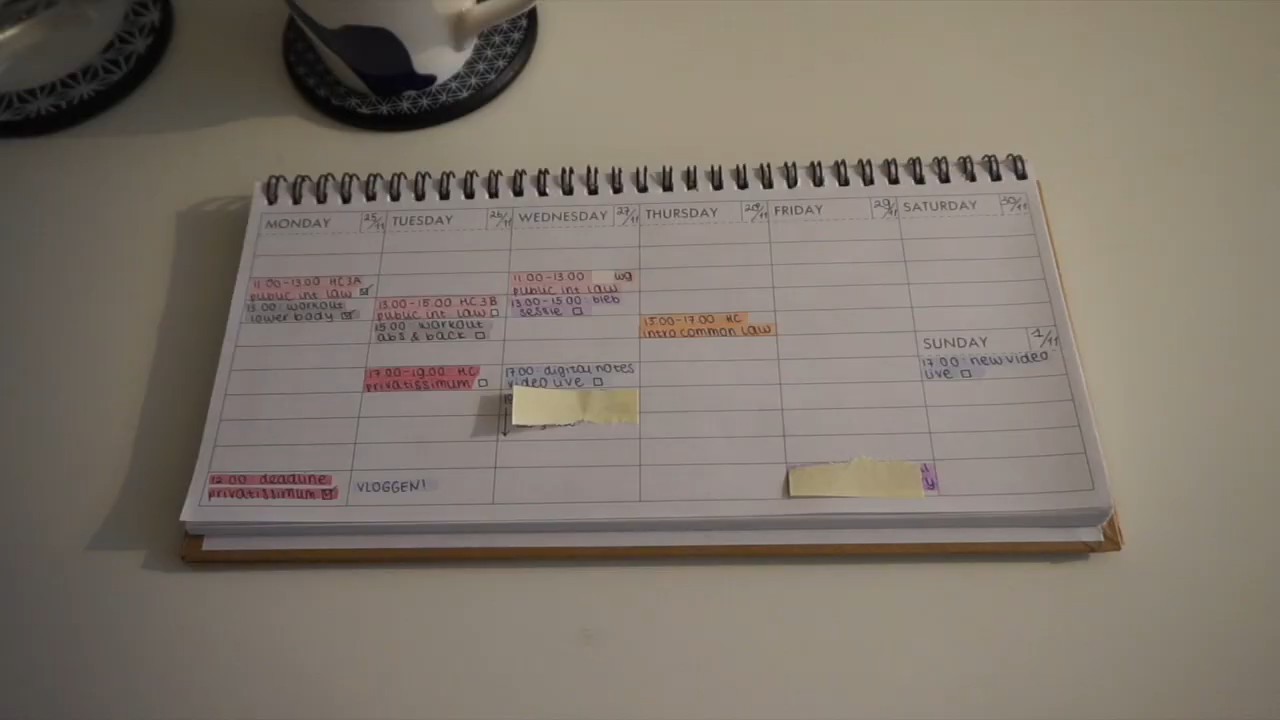 MONDAY 25/11
11.00-13.00 HC 3A
public int law
13.00: workout
lower body
12.00 deadline
privatissimum
TUESDAY 26/11
13.00-15.00 HC 3B
public int law
15.00: workout
abs & back
17.00-19.00 HC
privatissimum
VLOGGEN!
WEDNESDAY 27/11
11.00-13.00 wg
public int law
13.00-15.00: bieb
sessie
17.00: digital notes
video live
THURSDAY 28/11
15.00-17.00 HC
intro common law
FRIDAY 29/11
SATURDAY 30/11
SUNDAY 1/11
17.00: new video
live